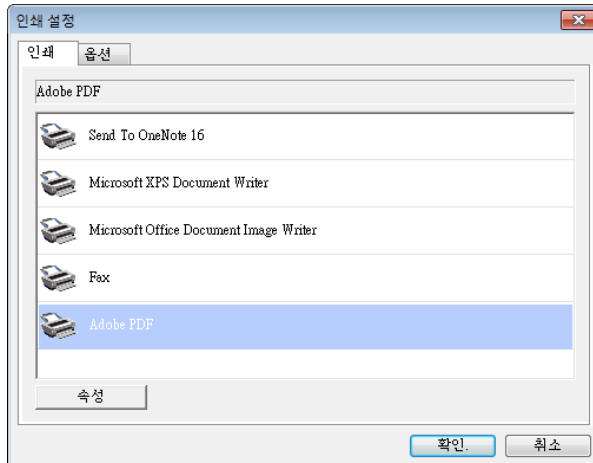 인쇄 설정
인쇄 옵션
Adobe PDF
Send To OneNote 16
Microsoft XPS Document Writer
Microsoft Office Document Image Writer
Fax
Adobe PDF
속성
확인. 취소